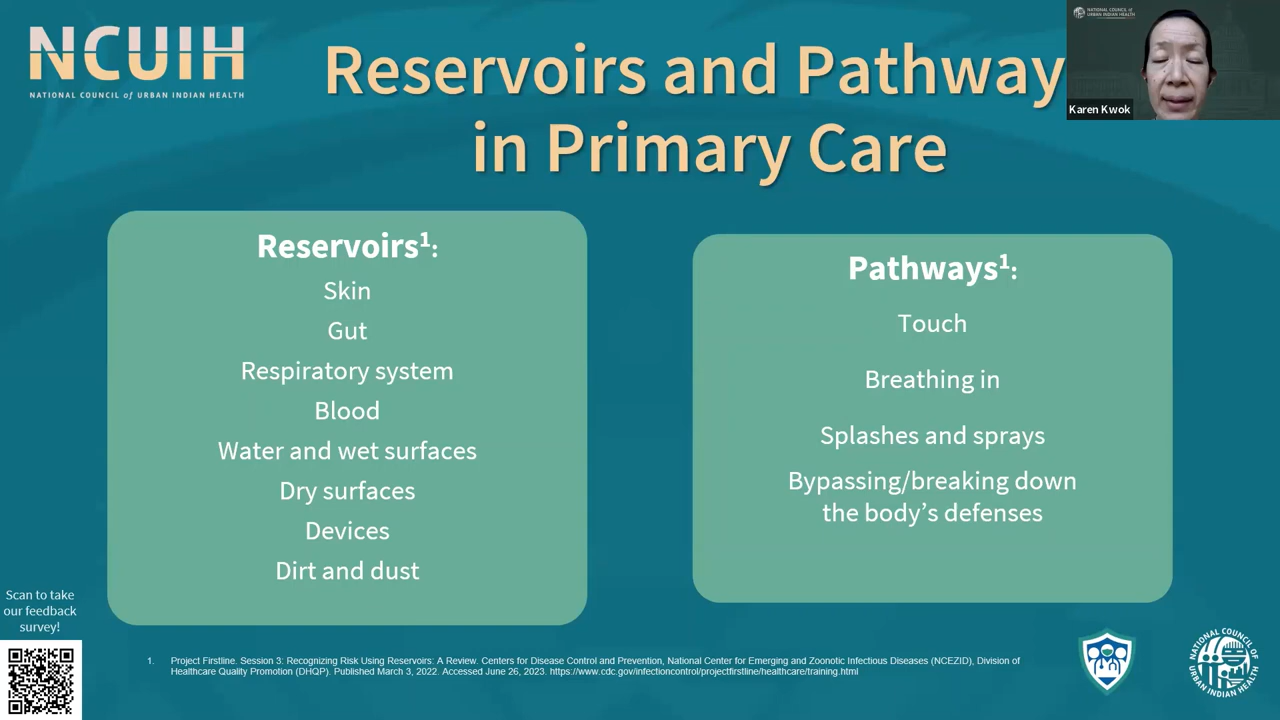 NCUIH
NATIONAL COUNCIL of URBAN INDIAN HEALTH
Reservoirs and Pathway
in Primary Care
NATIONAL COUNCIL of
URBAN INDIAN HEALTH
Karen Kwok
Reservoirs¹:
Skin
Gut
Respiratory system
Blood
Water and wet surfaces
Dry surfaces
Devices
Dirt and dust
Pathways¹:
Touch
Breathing in
Splashes and sprays
Bypassing/breaking down
the body’s defenses
Scan to take
our feedback
survey!
1. Project Firstline. Session 3: Recognizing Risk Using Reservoirs: A Review. Centers for Disease Control and Prevention, National Center for Emerging and Zoonotic Infectious Diseases (NCEZID), Division of
Healthcare Quality Promotion (DHQP). Published March 3, 2022. Accessed June 26, 2023. https://www.cdc.gov/infectioncontrol/projectfirstline/healthcare/training.html
NATIONAL COUNCIL of URBAN INDIAN HEALTH